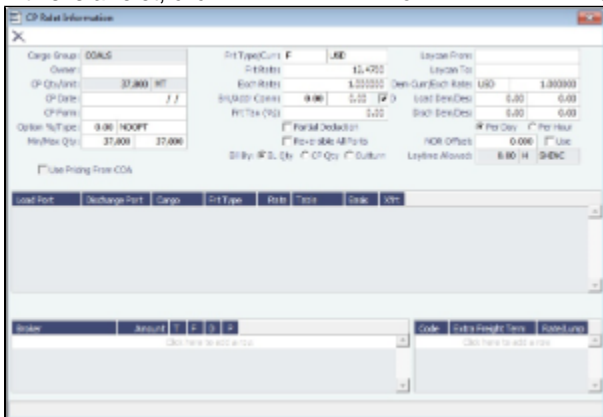 CP Relet Information
Cargo Group: COALS Frt Type/Curr: F USD Laycan From:
Owner: Frt Rate: 12.4700 Laycan To:
CP Qty/Unit: 37,000 MT Exch Rate: 1.000000 Dem Curr/Exch Rate: USD 1.000000
CP Date: / / Comm: 0.00 0.00 D Load Dem/Des: 0.00 0.00
CP Form: Frt Tax (%): 0.00 Disch Dem/Des: 0.00 0.00
Option %/Type: 0.00 NOOPT Partial Deduction Per Day Per Hour
Min/Max Qty: 37,000 37,000 Reversible All Ports NOR Offset: 0.000 Use
Use Pricing From COA Bill By: BL Qty CP Qty Outturn Laytime Allowed: 0.00 H SHINC
Load Port Discharge Port Cargo Frt Type Rate Table Basis Xfrt
Broker Amount T F D P Code Extra Freight Term Rate/Lump
Click here to add a row Click here to add a row